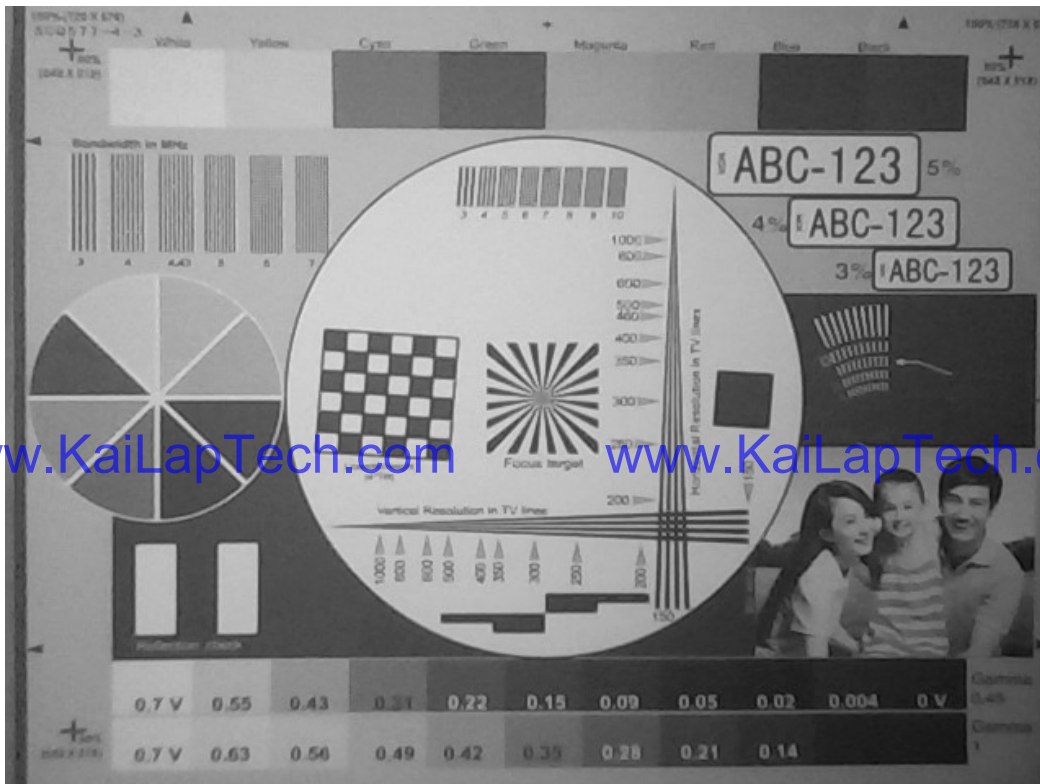 White Yellow Cyan Green Magenta Red Blue Black
Bandwidth in MHz
3 4 4.43 5 6 7
3 4 5 6 7 8 9 10
ABC-123 5%
4% ABC-123
3% ABC-123
1000
800
600
500
460
400
350
300
250
200
Horizontal Resolution in TV lines
150
Focus target
www.KaiLapTech.com www.KaiLapTech.com
Vertical Resolution in TV lines
1000 800 600 500 400 350 300 250 200
150
Reflection check
0.7 V 0.55 0.43 0.31 0.22 0.15 0.09 0.05 0.02 0.004 0 V
Gamma
0.45
0.7 V 0.63 0.56 0.49 0.42 0.35 0.28 0.21 0.14
Gamma
1